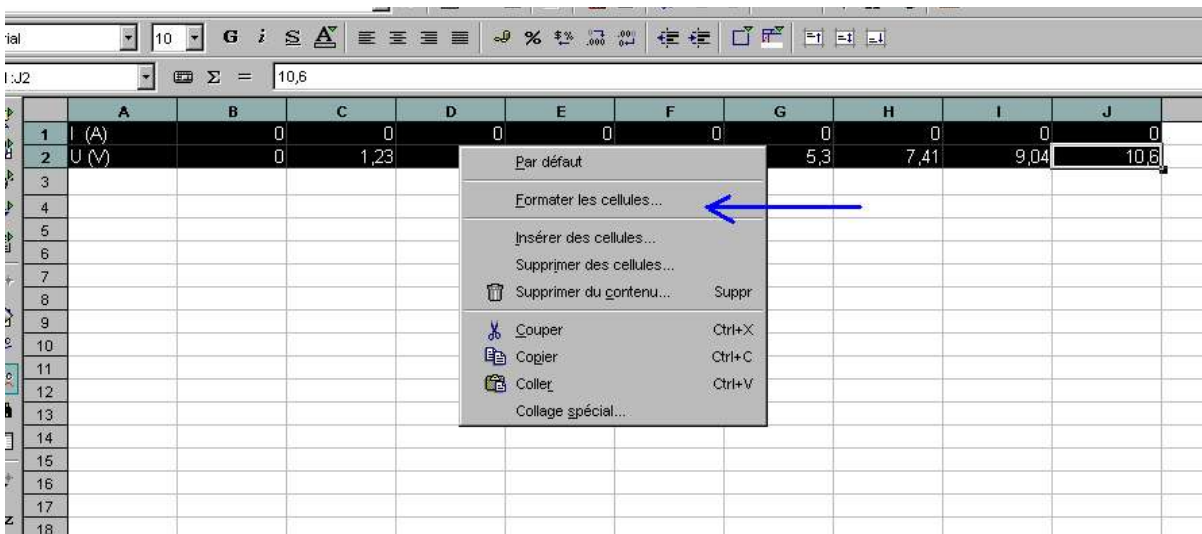 rial 10 G i S A
1:J2 Σ = 10,6
A B C D E F G H I J
1 I (A) 0 0 0 0 0 0 0 0 0
2 U (V) 0 1,23 5,3 7,41 9,04 10,6
3
4
5
6
7
8
9
10
11
12
13
14
15
16
17
18
Par défaut
Formater les cellules...
Insérer des cellules...
Supprimer des cellules...
Supprimer du contenu... Suppr
Couper Ctrl+X
Copier Ctrl+C
Coller Ctrl+V
Collage spécial...